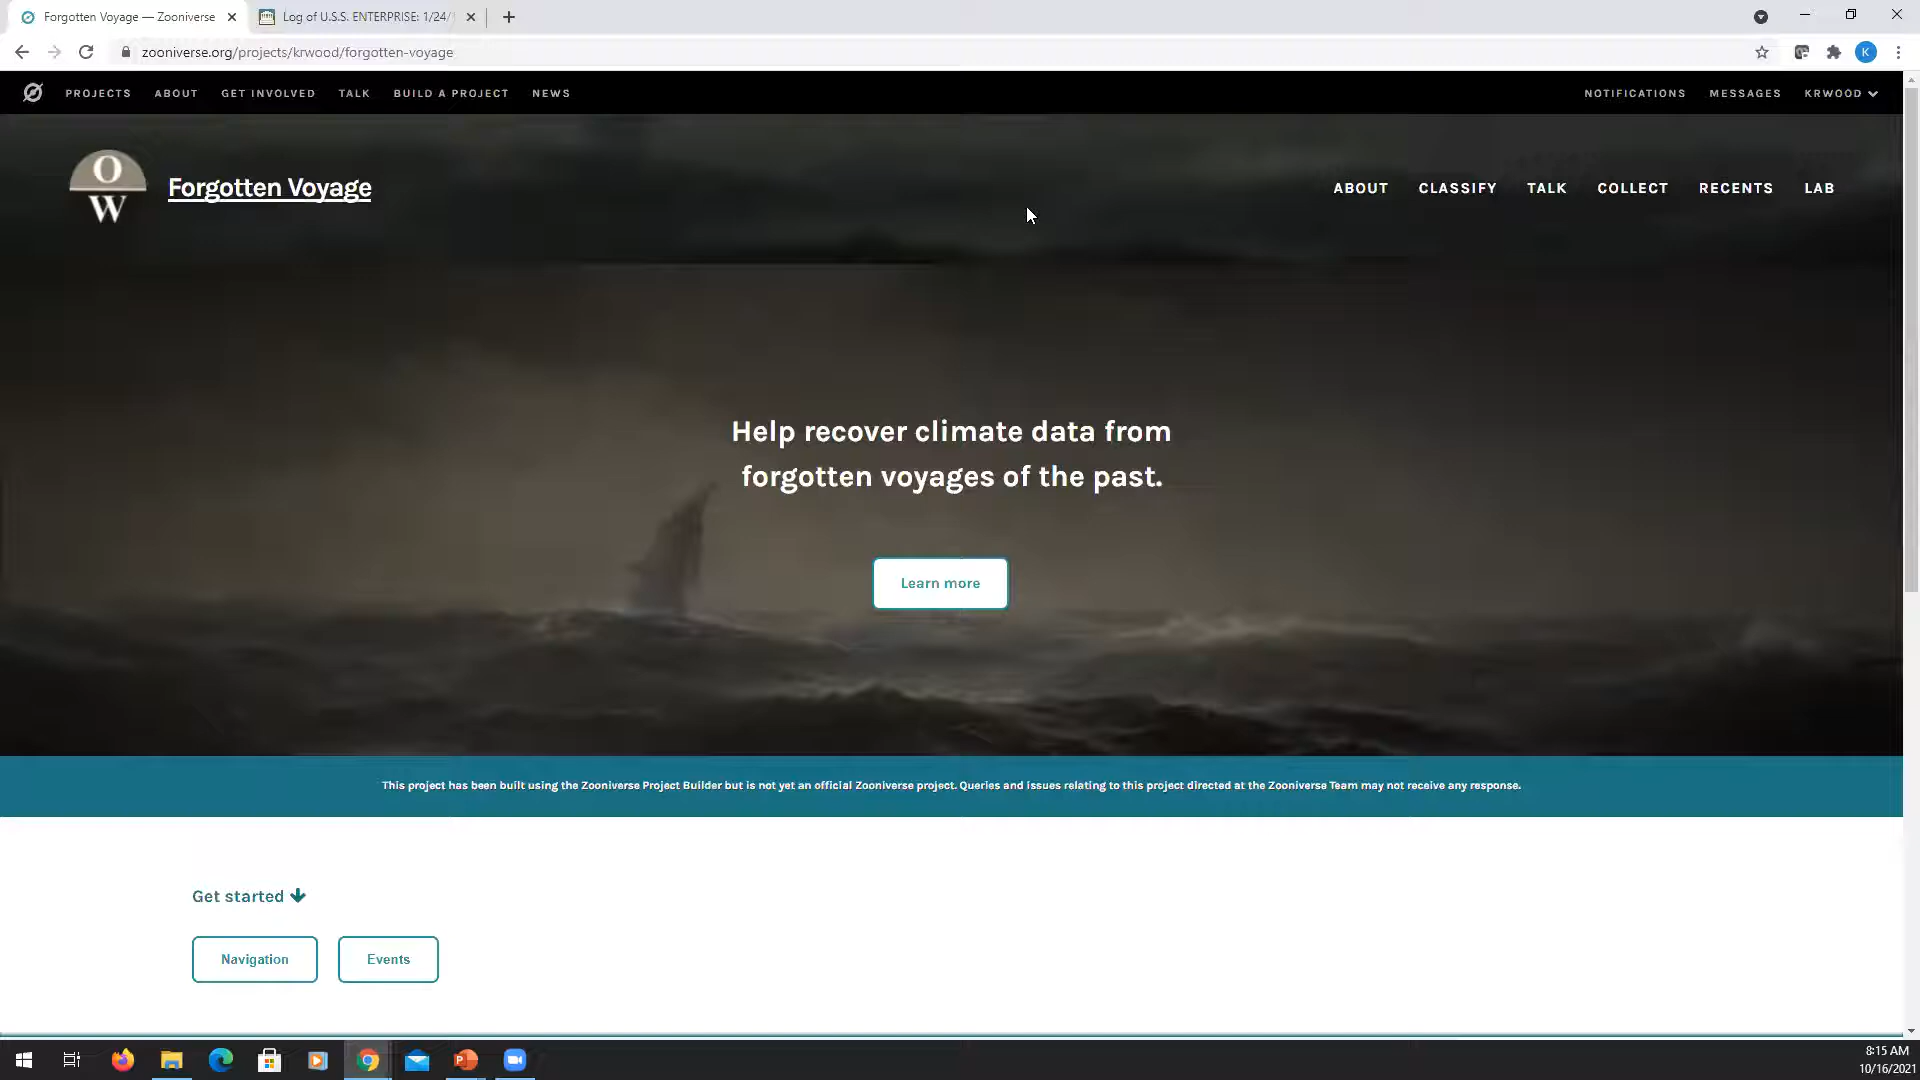 Forgotten Voyage — Zooniverse
Log of U.S.S. ENTERPRISE: 1/24/
zooniverse.org/projects/krwood/forgotten-voyage
K
PROJECTS ABOUT GET INVOLVED TALK BUILD A PROJECT NEWS NOTIFICATIONS MESSAGES KRWOOD
O
W
Forgotten Voyage
ABOUT CLASSIFY TALK COLLECT RECENTS LAB
Help recover climate data from
forgotten voyages of the past.
Learn more
This project has been built using the Zooniverse Project Builder but is not yet an official Zooniverse project. Queries and issues relating to this project directed at the Zooniverse Team may not receive any response.
Get started
Navigation Events
8:15 AM
10/16/2021